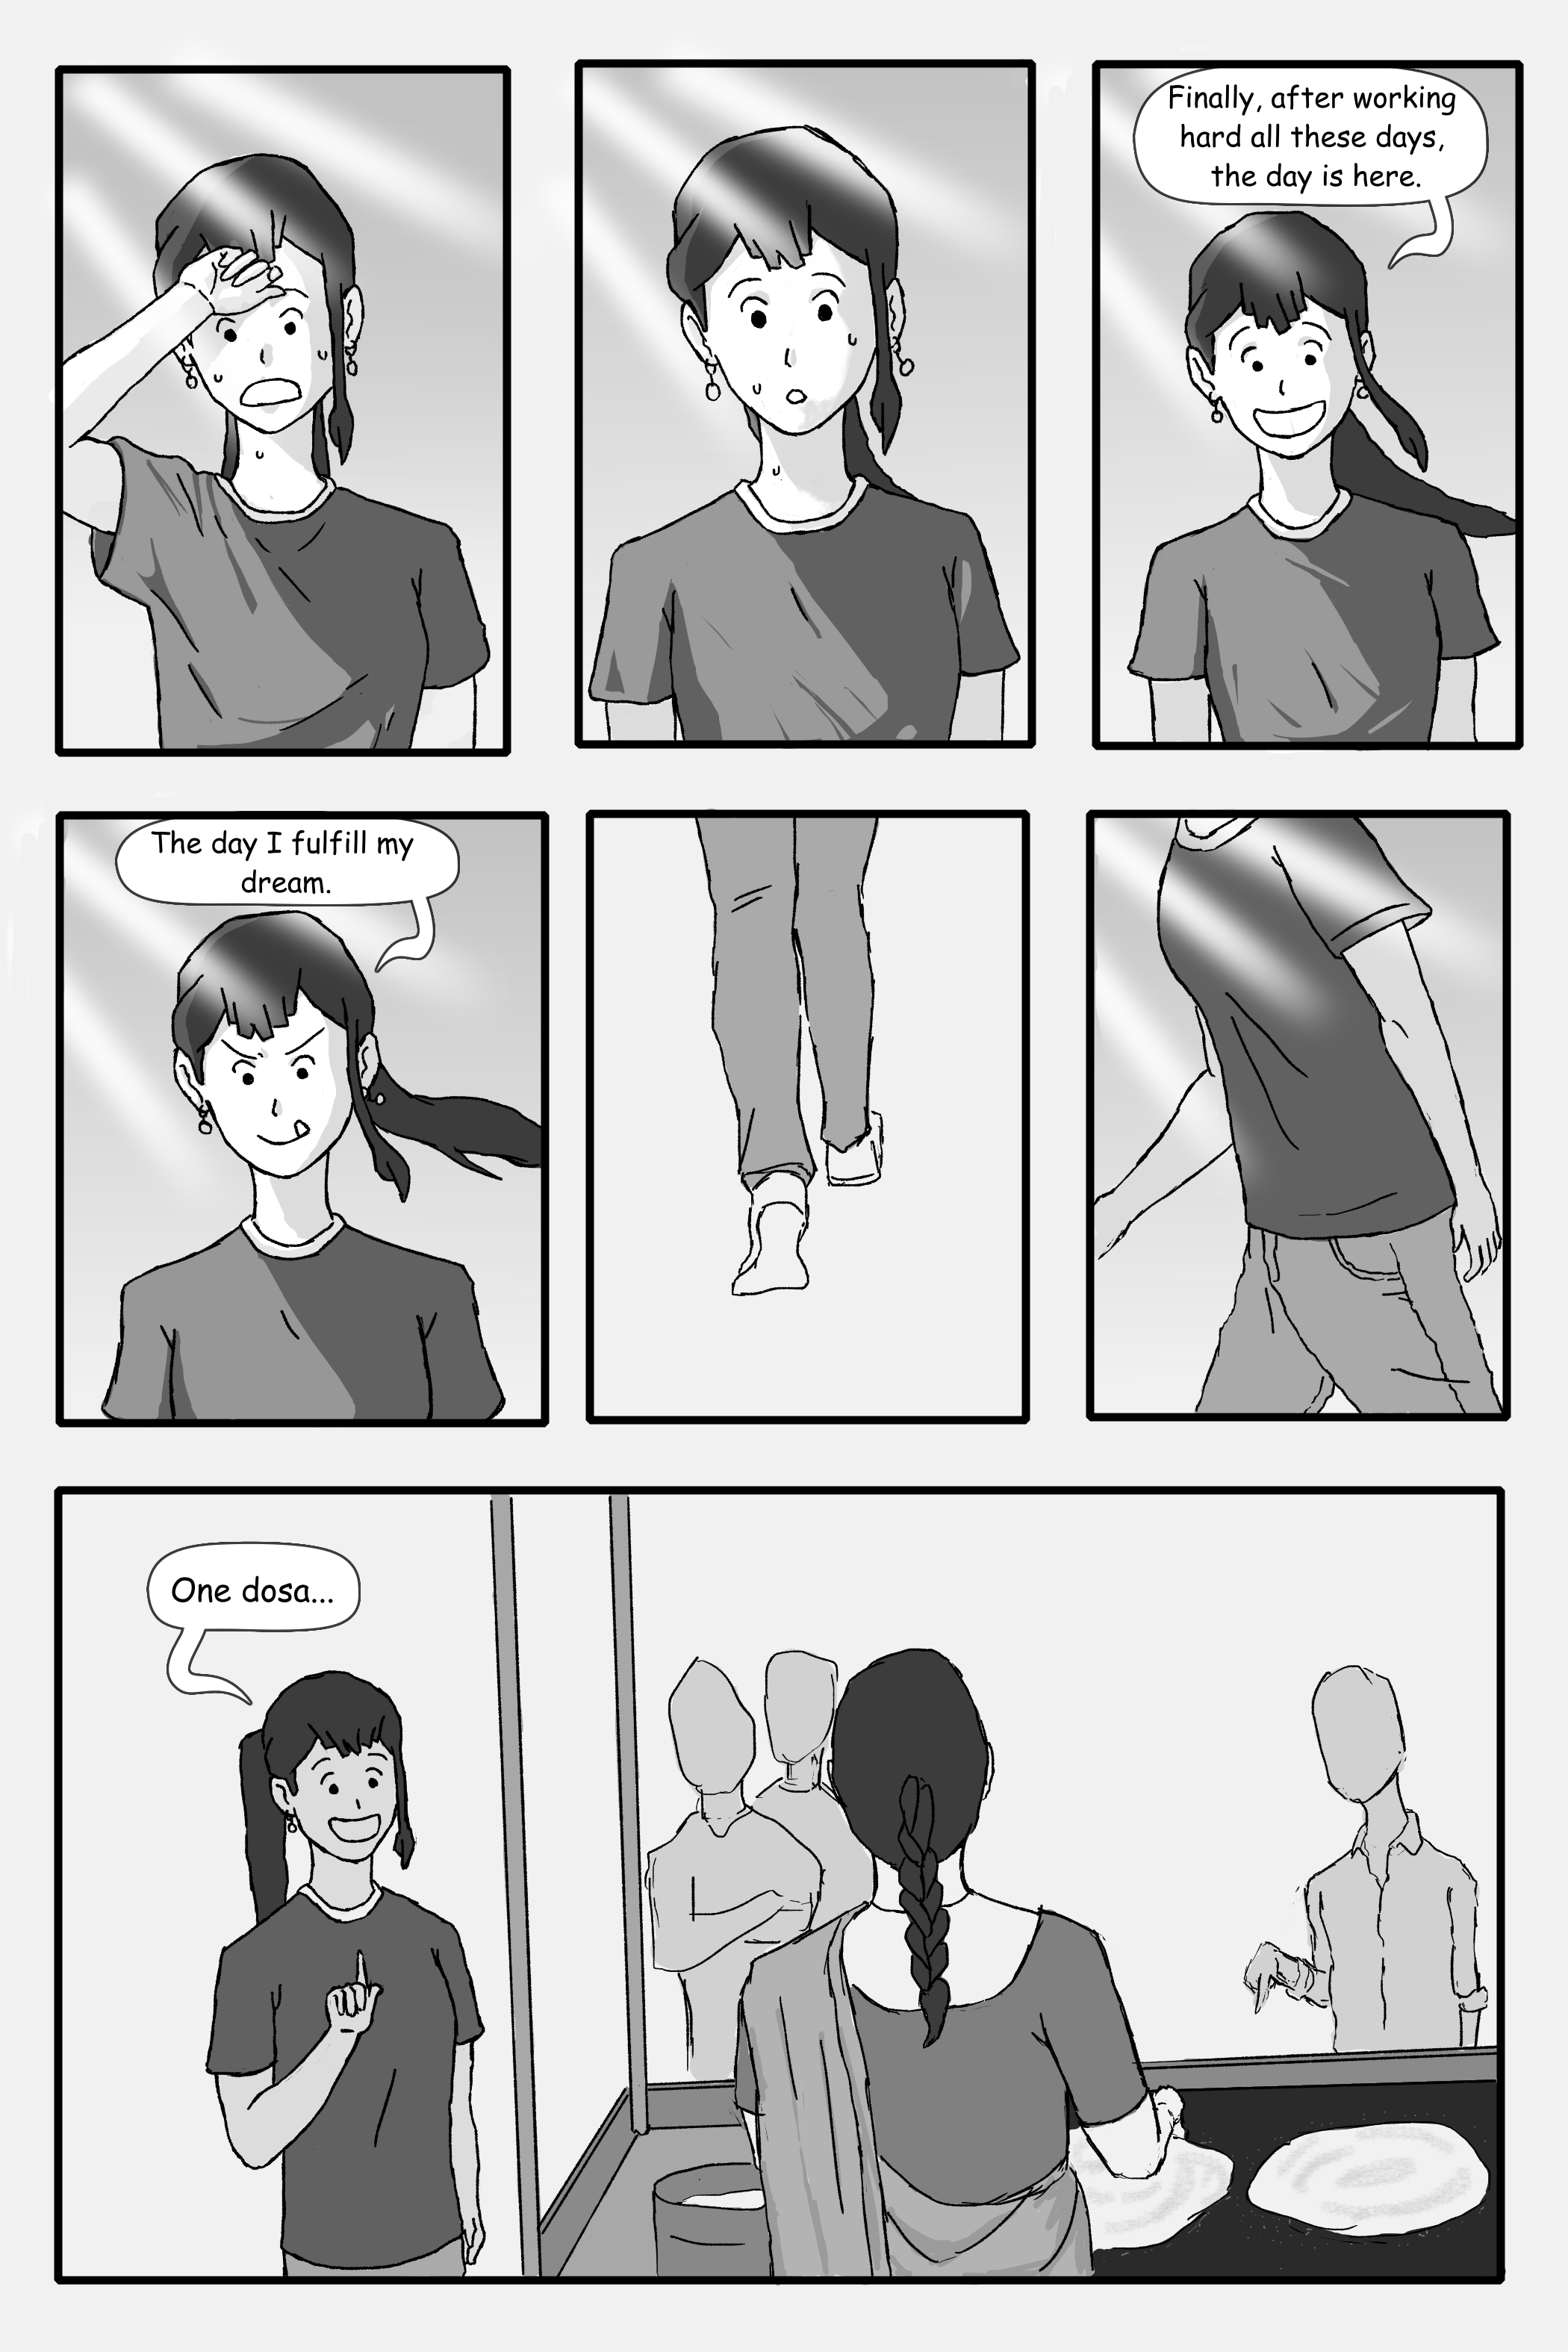 Finally, after working
hard all these days,
the day is here.
The day I fulfill my
dream.
One dosa...